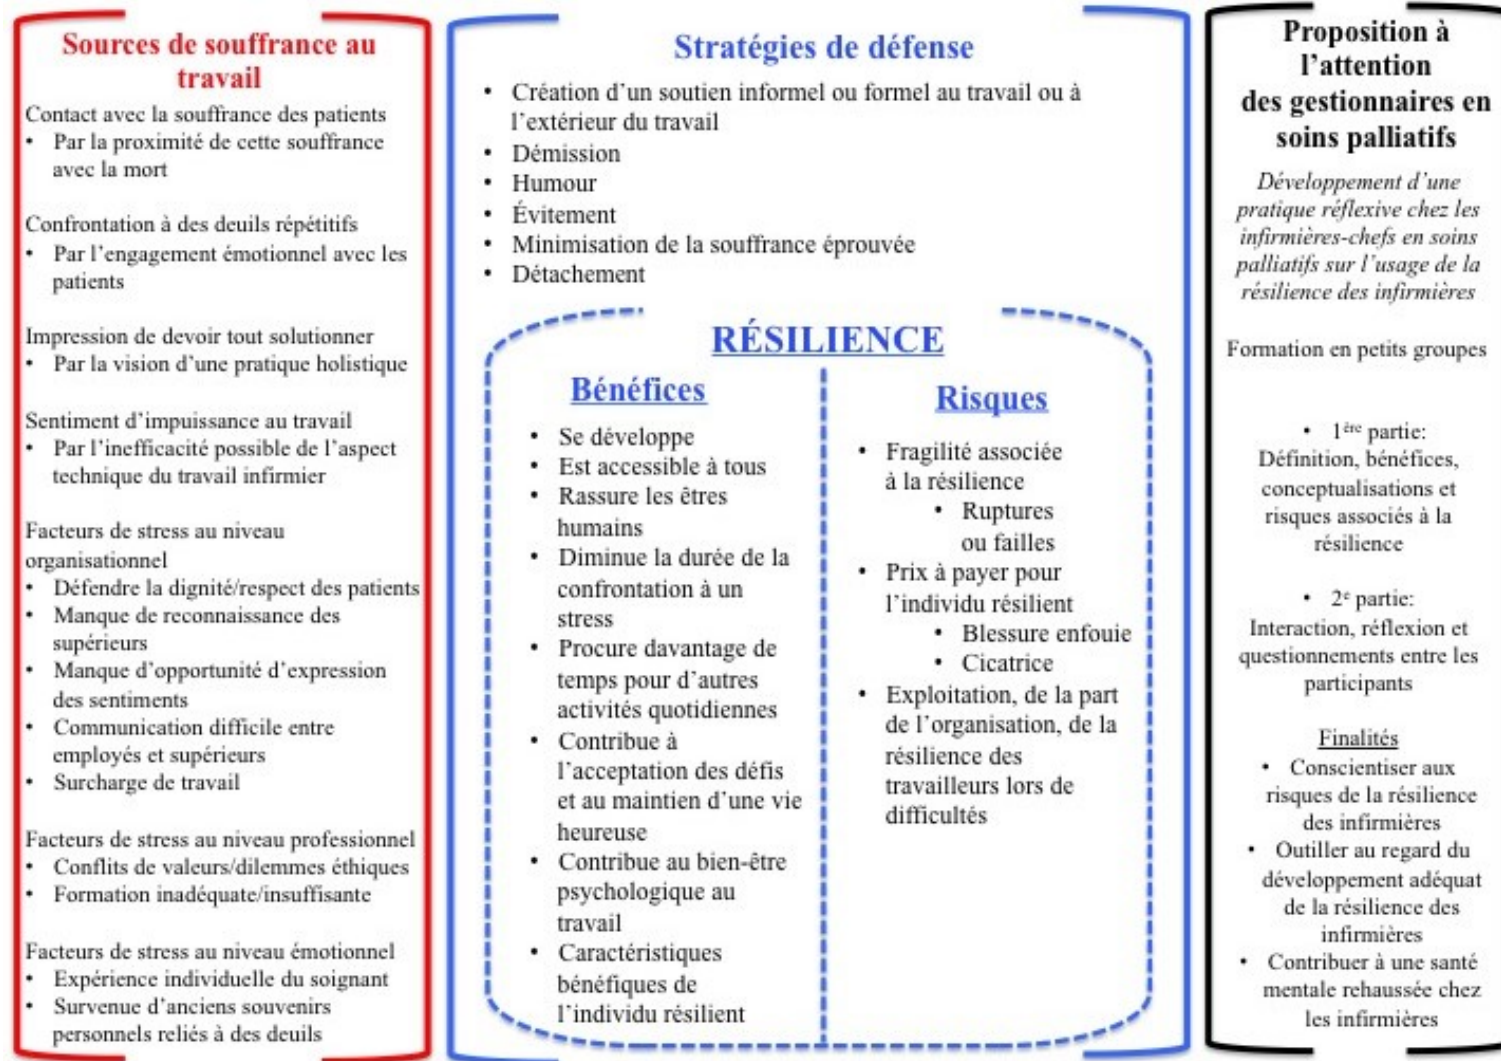 Sources de souffrance au
travail
Contact avec la souffrance des patients
• Par la proximité de cette souffrance
avec la mort
Confrontation à des deuils répétitifs
• Par l'engagement émotionnel avec les
patients
Impression de devoir tout solutionner
• Par la vision d'une pratique holistique
Sentiment d'impuissance au travail
• Par l'inefficacité possible de l'aspect
technique du travail infirmier
Facteurs de stress au niveau
organisationnel
• Défendre la dignité/respect des patients
• Manque de reconnaissance des
supérieurs
• Manque d'opportunité d'expression
des sentiments
• Communication difficile entre
employés et supérieurs
• Surcharge de travail
Facteurs de stress au niveau professionnel
• Conflits de valeurs/dilemmes éthiques
• Formation inadéquate/insuffisante
Facteurs de stress au niveau émotionnel
• Expérience individuelle du soignant
• Survenue d'anciens souvenirs
personnels reliés à des deuils
Stratégies de défense
• Création d'un soutien informel ou formel au travail ou à
l'extérieur du travail
• Démission
• Humour
• Évitement
• Minimisation de la souffrance éprouvée
• Détachement
RÉSILIENCE
Bénéfices
• Se développe
• Est accessible à tous
• Rassure les êtres
humains
• Diminue la durée de la
confrontation à un
stress
• Procure davantage de
temps pour d'autres
activités quotidiennes
• Contribue à
l'acceptation des défis
et au maintien d'une vie
heureuse
• Contribue au bien-être
psychologique au
travail
• Caractéristiques
bénéfiques de
l'individu résilient
Risques
• Fragilité associée
à la résilience
• Ruptures
ou failles
• Prix à payer pour
l'individu résilient
• Blessure enfouie
• Cicatrice
• Exploitation, de la part
de l'organisation, de la
résilience des
travailleurs lors de
difficultés
Proposition à
l'attention
des gestionnaires en
soins palliatifs
Développement d'une
pratique réflexive chez les
infirmières-chefs en soins
palliatifs sur l'usage de la
résilience des infirmières
Formation en petits groupes
• 1ère partie:
Définition, bénéfices,
conceptualisations et
risques associés à la
résilience
• 2e partie:
Interaction, réflexion et
questionnements entre les
participants
Finalités
• Conscientiser aux
risques de la résilience
des infirmières
• Outiller au regard du
développement adéquat
de la résilience des
infirmières
• Contribuer à une santé
mentale rehaussée chez
les infirmières